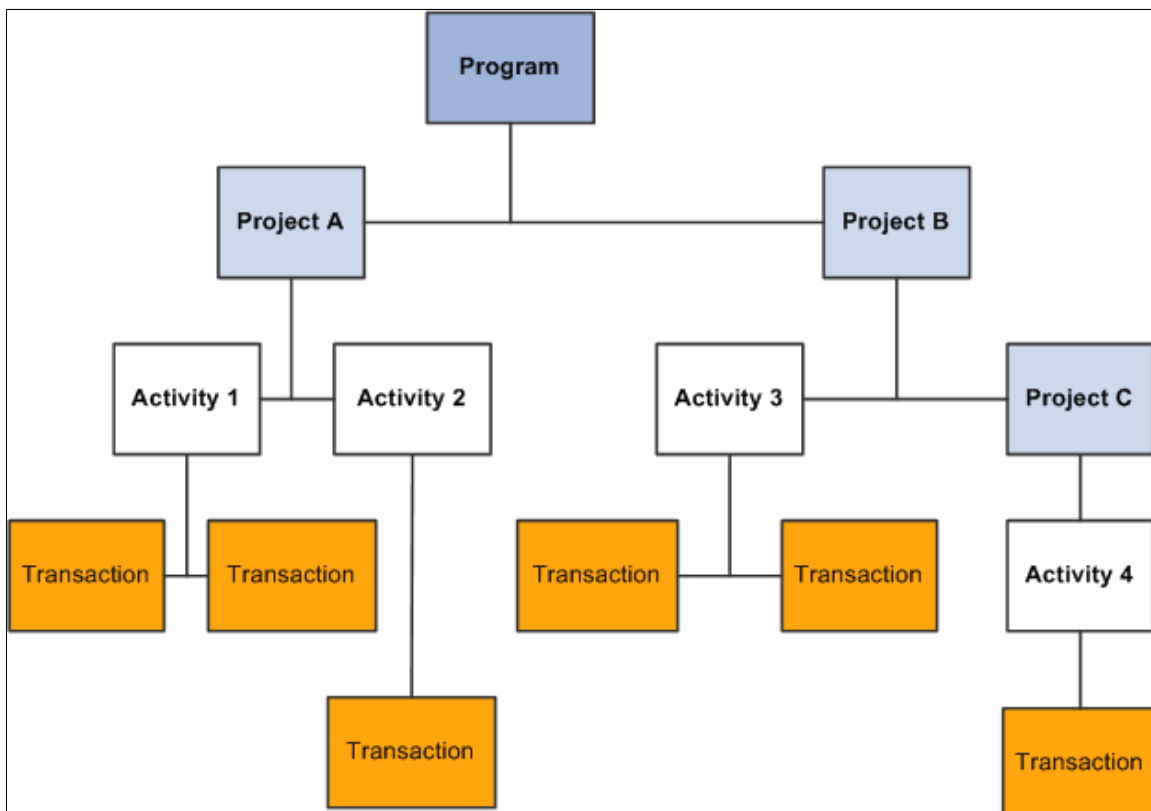 Program
Project A
Project B
Activity 1
Activity 2
Activity 3
Project C
Transaction
Transaction
Transaction
Transaction
Activity 4
Transaction
Transaction